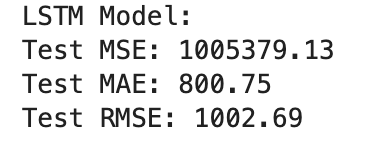 LSTM Model:
Test MSE: 1005379.13
Test MAE: 800.75
Test RMSE: 1002.69